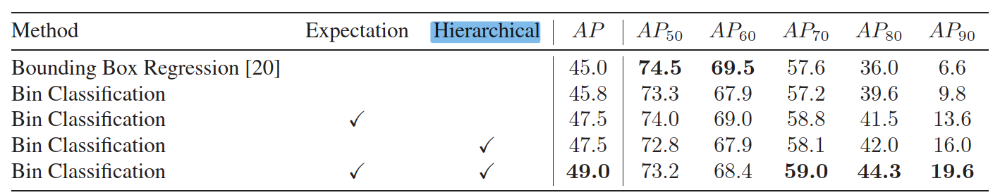 Method Expectation Hierarchical AP AP50 AP60 AP70 AP80 AP90
Bounding Box Regression [20] 45.0 74.5 69.5 57.6 36.0 6.6
Bin Classification 45.8 73.3 67.9 57.2 39.6 9.8
Bin Classification ✓ 47.5 74.0 69.0 58.8 41.5 13.6
Bin Classification ✓ 47.5 72.8 67.9 58.1 42.0 16.0
Bin Classification ✓ ✓ 49.0 73.2 68.4 59.0 44.3 19.6